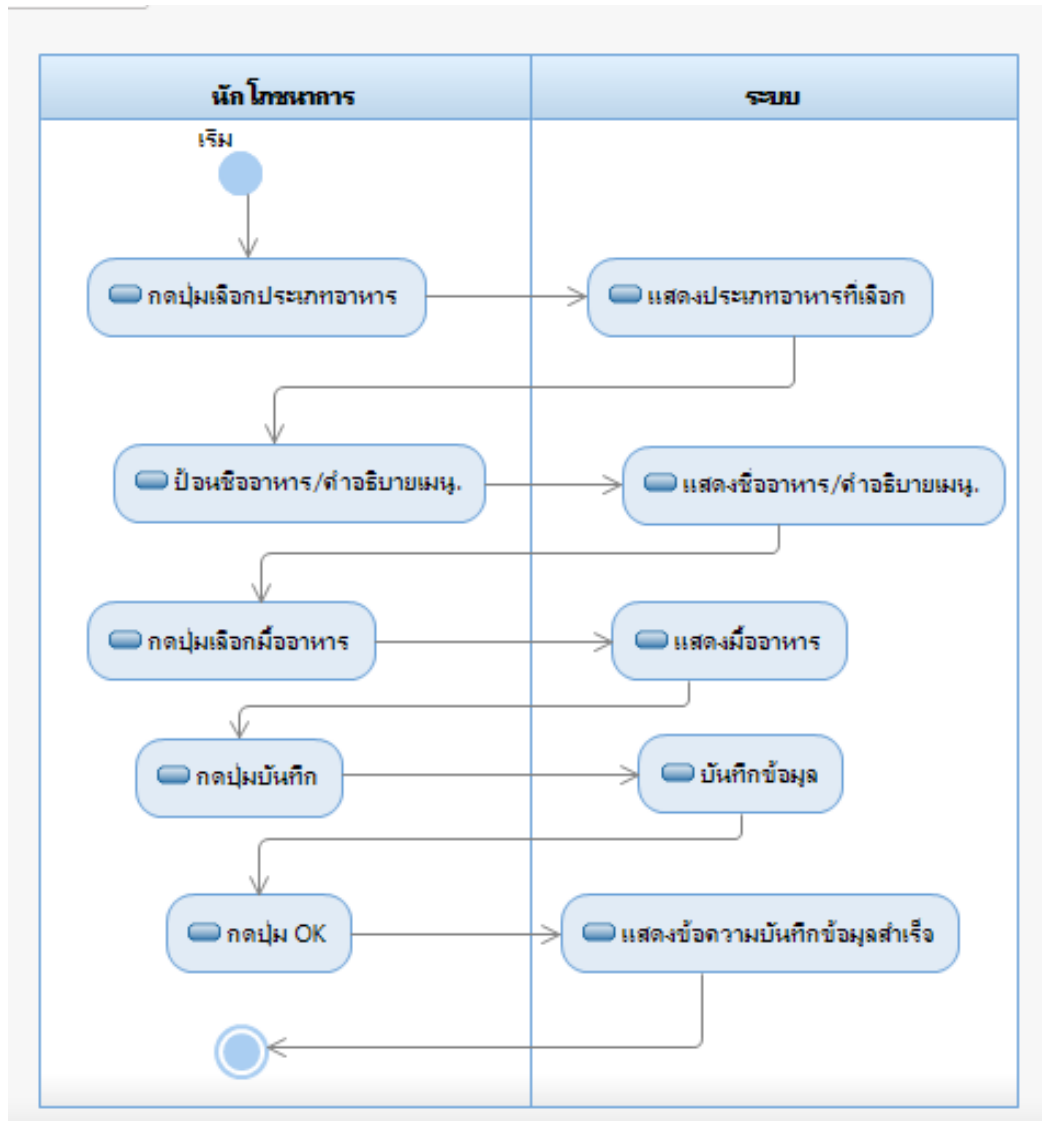 นักโภชนาการ
ระบบ
เริ่ม
กดปุ่มเลือกประเภทอาหาร
แสดงประเภทอาหารที่เลือก
ป้อนชื่ออาหาร/คำอธิบายเมนู.
แสดงชื่ออาหาร/คำอธิบายเมนู.
กดปุ่มเลือกมื้ออาหาร
แสดงมื้ออาหาร
กดปุ่มบันทึก
บันทึกข้อมูล
กดปุ่ม OK
แสดงข้อความบันทึกข้อมูลสำเร็จ